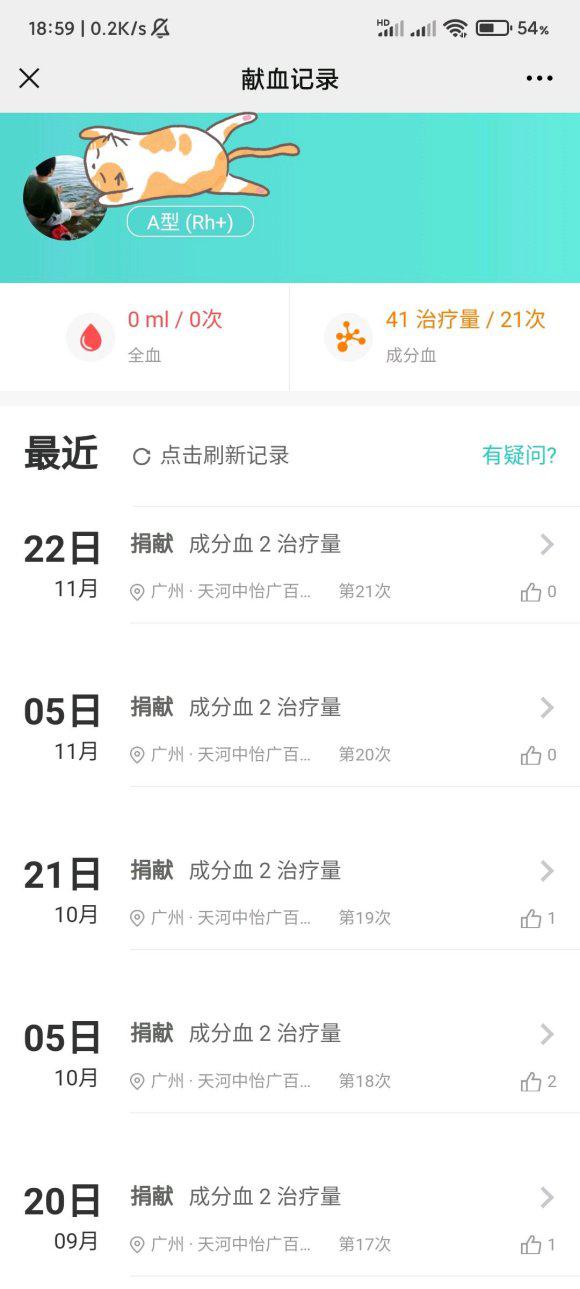 18:59 | 0.2K/s HD 54%
献血记录
A型 (Rh+)
0 ml / 0次
全血
41 治疗量 / 21次
成分血
最近 点击刷新记录 有疑问?
22日 捐献 成分血 2 治疗量
11月 广州 · 天河中怡广百... 第21次 0
05日 捐献 成分血 2 治疗量
11月 广州 · 天河中怡广百... 第20次 0
21日 捐献 成分血 2 治疗量
10月 广州 · 天河中怡广百... 第19次 1
05日 捐献 成分血 2 治疗量
10月 广州 · 天河中怡广百... 第18次 2
20日 捐献 成分血 2 治疗量
09月 广州 · 天河中怡广百... 第17次 1